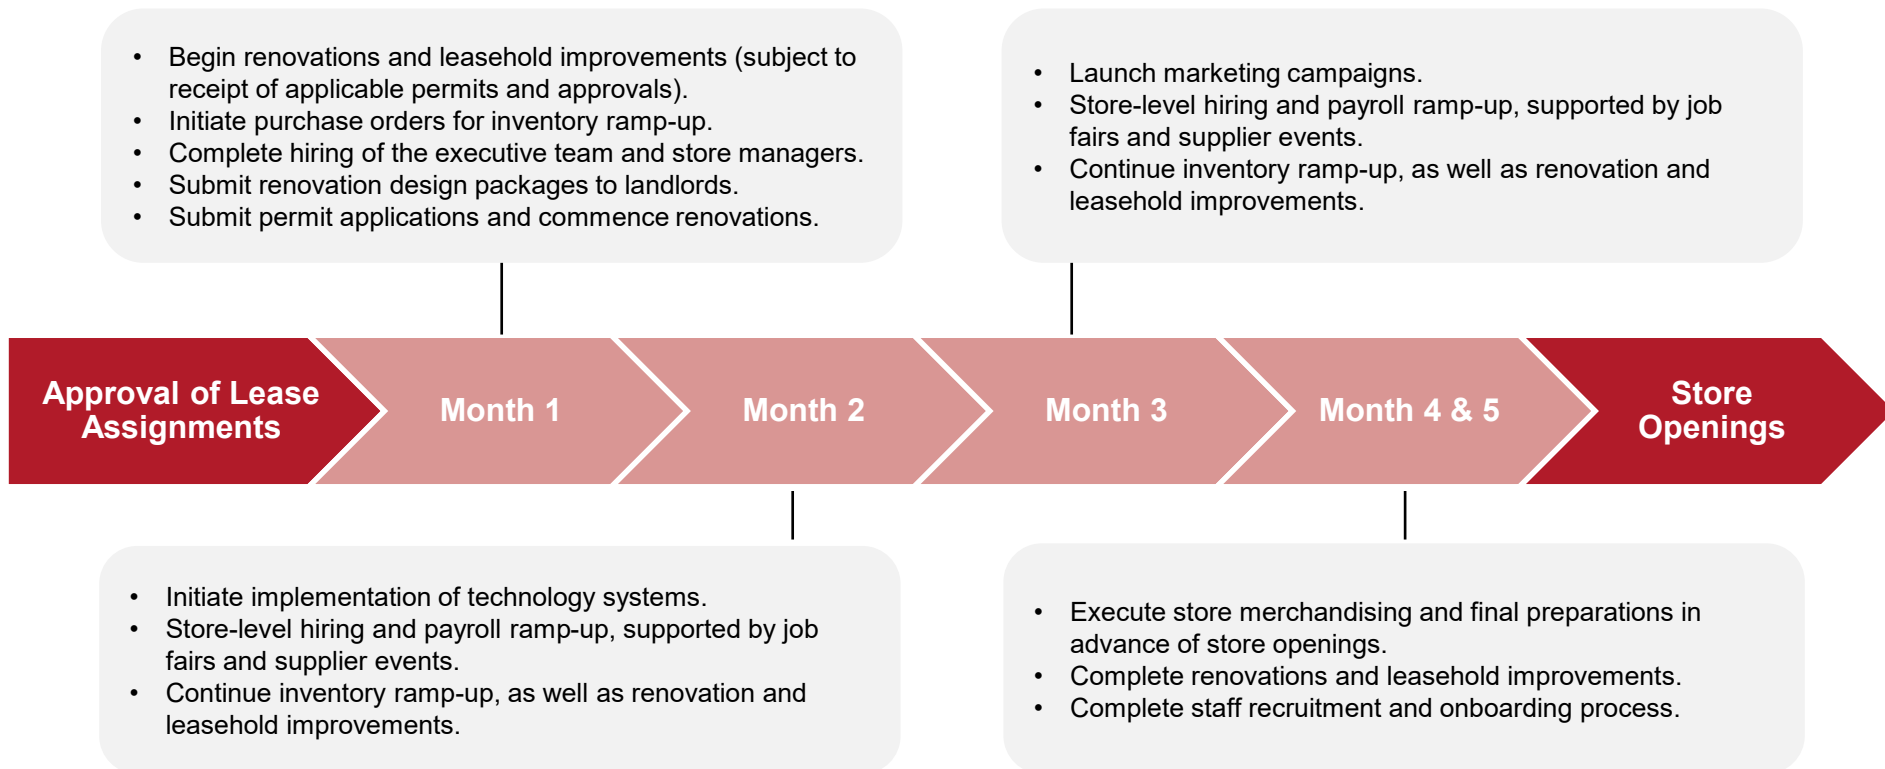 • Begin renovations and leasehold improvements (subject to
receipt of applicable permits and approvals).
• Initiate purchase orders for inventory ramp-up.
• Complete hiring of the executive team and store managers.
• Submit renovation design packages to landlords.
• Submit permit applications and commence renovations.
• Launch marketing campaigns.
• Store-level hiring and payroll ramp-up, supported by job
fairs and supplier events.
• Continue inventory ramp-up, as well as renovation and
leasehold improvements.
Approval of Lease
Assignments
Month 1
Month 2
Month 3
Month 4 & 5
Store
Openings
• Initiate implementation of technology systems.
• Store-level hiring and payroll ramp-up, supported by job
fairs and supplier events.
• Continue inventory ramp-up, as well as renovation and
leasehold improvements.
• Execute store merchandising and final preparations in
advance of store openings.
• Complete renovations and leasehold improvements.
• Complete staff recruitment and onboarding process.